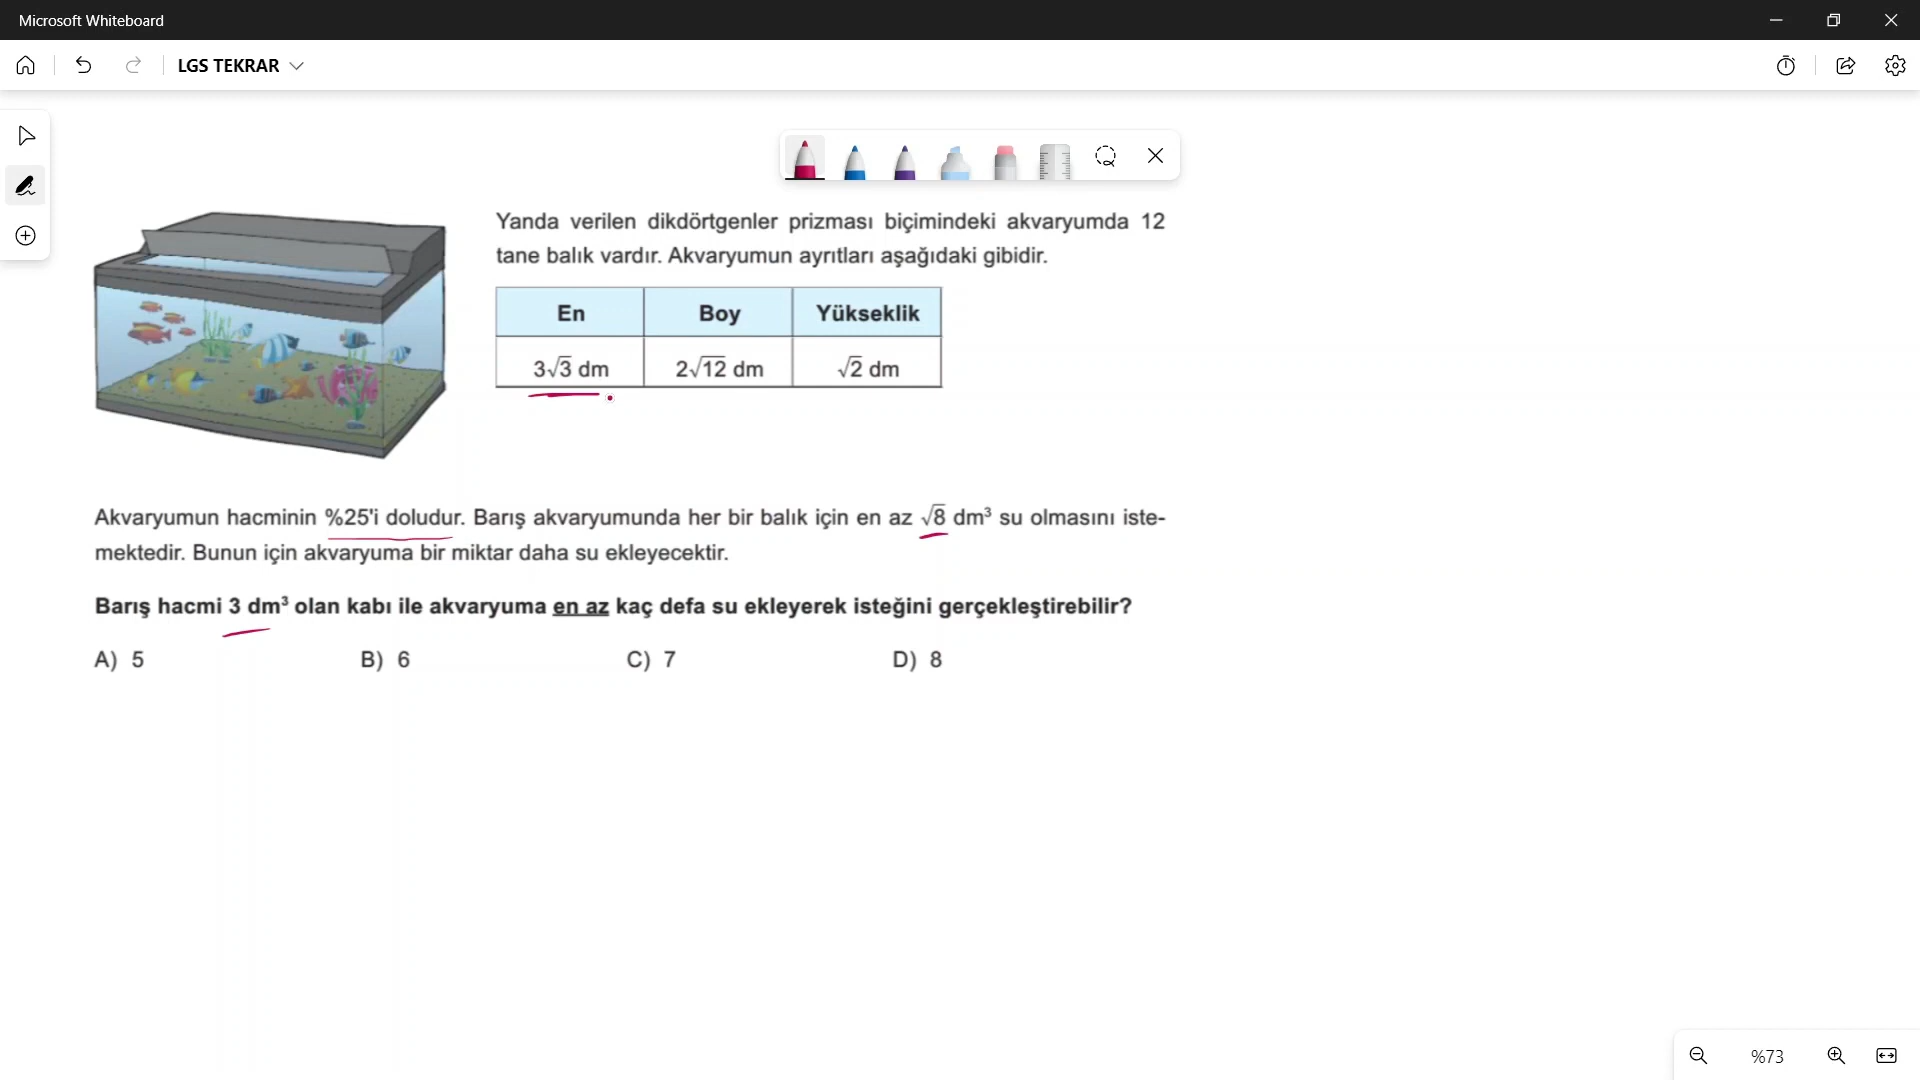 Microsoft Whiteboard
LGS TEKRAR
Yanda verilen dikdörtgenler prizması biçimindeki akvaryumda 12
tane balık vardır. Akvaryumun ayrıtları aşağıdaki gibidir.
En Boy Yükseklik
3√3 dm 2√12 dm √2 dm
Akvaryumun hacminin %25'i doludur. Barış akvaryumunda her bir balık için en az √8 dm³ su olmasını iste-
mektedir. Bunun için akvaryuma bir miktar daha su ekleyecektir.
Barış hacmi 3 dm³ olan kabı ile akvaryuma en az kaç defa su ekleyerek isteğini gerçekleştirebilir?
A) 5 B) 6 C) 7 D) 8
%73